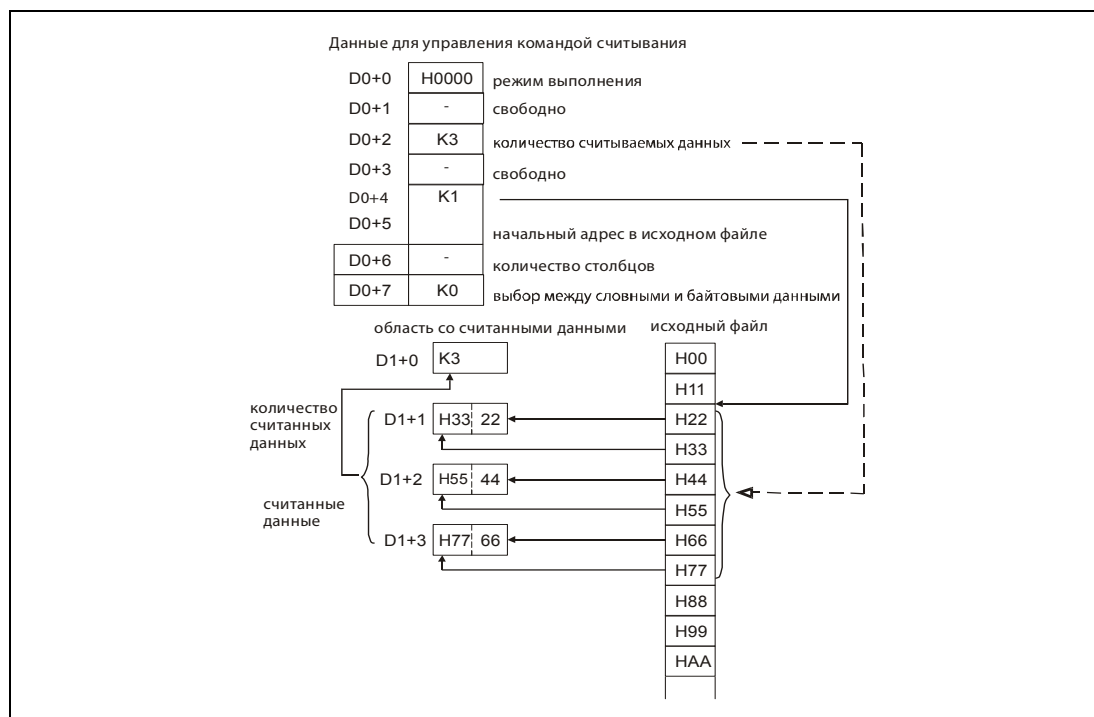 Данные для управления командой считывания
D0+0 H0000 режим выполнения
D0+1 - свободно
D0+2 K3 количество считываемых данных
D0+3 - свободно
D0+4 K1
D0+5
начальный адрес в исходном файле
D0+6 - количество столбцов
D0+7 K0 выбор между словными и байтовыми данными
область со считанными данными исходный файл
D1+0 K3 H00
H11
количество
считанных
данных
D1+1 H33 22 H22
H33
D1+2 H55 44 H44
считанные
данные
H55
D1+3 H77 66 H66
H77
H88
H99
HAA